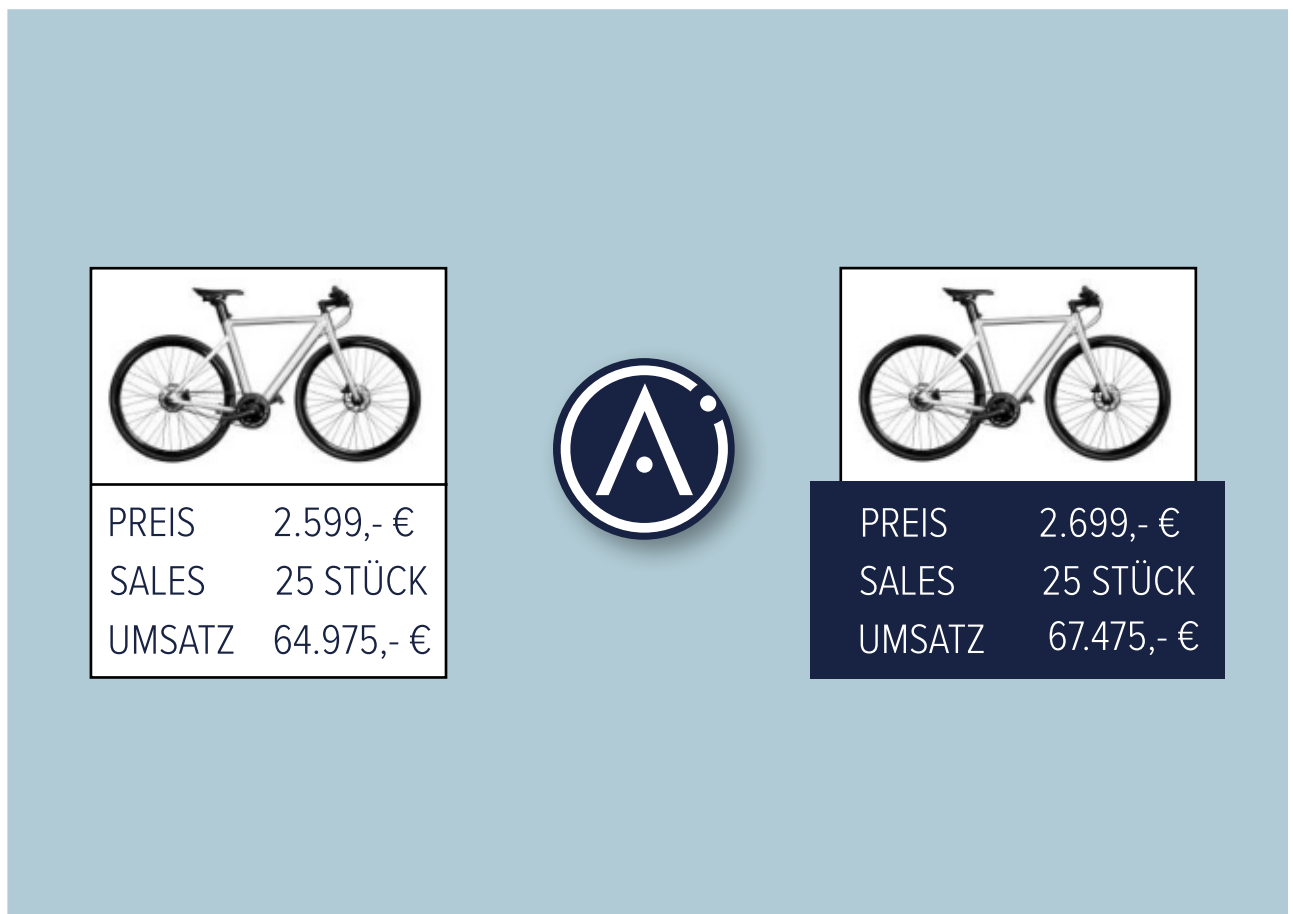 PREIS 2.599,- €
SALES 25 STÜCK
UMSATZ 64.975,- €
PREIS 2.699,- €
SALES 25 STÜCK
UMSATZ 67.475,- €